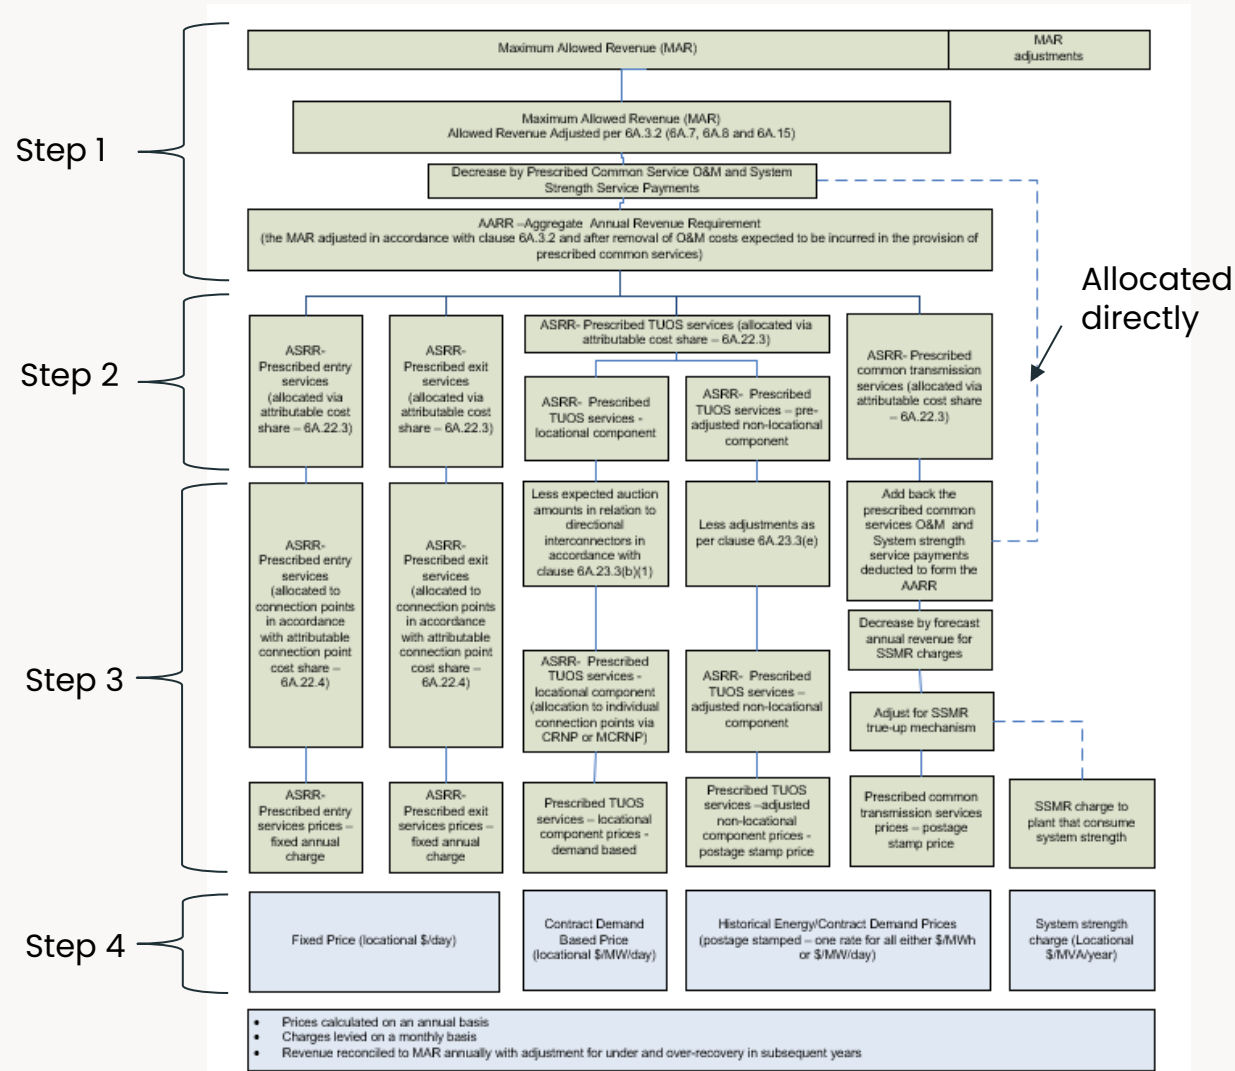 Step 1
Maximum Allowed Revenue (MAR)
MAR
adjustments
Maximum Allowed Revenue (MAR)
Allowed Revenue Adjusted per 6A.3.2 (6A.7, 6A.8 and 6A.15)
Decrease by Prescribed Common Service O&M and System
Strength Service Payments
AARR –Aggregate Annual Revenue Requirement
(the MAR adjusted in accordance with clause 6A.3.2 and after removal of O&M costs expected to be incurred in the provision of
prescribed common services)
Allocated
directly
Step 2
ASRR-
Prescribed entry
services
(allocated via
attributable cost
share – 6A.22.3)
ASRR-
Prescribed exit
services
(allocated via
attributable cost
share – 6A.22.3)
ASRR- Prescribed TUOS services (allocated via
attributable cost share – 6A.22.3)
ASRR- Prescribed
TUOS services -
locational component
ASRR- Prescribed
TUOS services – pre-
adjusted non-locational
component
ASRR- Prescribed
common transmission
services (allocated via
attributable cost share
– 6A.22.3)
Step 3
ASRR-
Prescribed entry
services
(allocated to
connection points
in accordance
with attributable
connection point
cost share –
6A.22.4)
ASRR-
Prescribed exit
services
(allocated to
connection points
in accordance
with attributable
connection point
cost share –
6A.22.4)
Less expected auction
amounts in relation to
directional
interconnectors in
accordance with
clause 6A.23.3(b)(1)
Less adjustments as
per clause 6A.23.3(e)
Add back the
prescribed common
services O&M and
System strength
service payments
deducted to form the
AARR
Decrease by forecast
annual revenue for
SSMR charges
ASRR- Prescribed
TUOS services -
locational component
(allocation to individual
connection points via
CRNP or MCRNP)
ASRR- Prescribed
TUOS services –
adjusted non-locational
component
Adjust for SSMR
true-up mechanism
ASRR-
Prescribed entry
services prices –
fixed annual
charge
ASRR-
Prescribed exit
services prices –
fixed annual
charge
Prescribed TUOS
services – locational
component prices -
demand based
Prescribed TUOS
services –adjusted
non-locational
component prices -
postage stamp price
Prescribed common
transmission services
prices – postage
stamp price
SSMR charge to
plant that consume
system strength
Step 4
Fixed Price (locational $/day)
Contract Demand
Based Price
(locational $/MW/day)
Historical Energy/Contract Demand Prices
(postage stamped – one rate for all either $/MWh
or $/MW/day)
System strength
charge (Locational
$/MVA/year)
• Prices calculated on an annual basis
• Charges levied on a monthly basis
• Revenue reconciled to MAR annually with adjustment for under and over-recovery in subsequent years